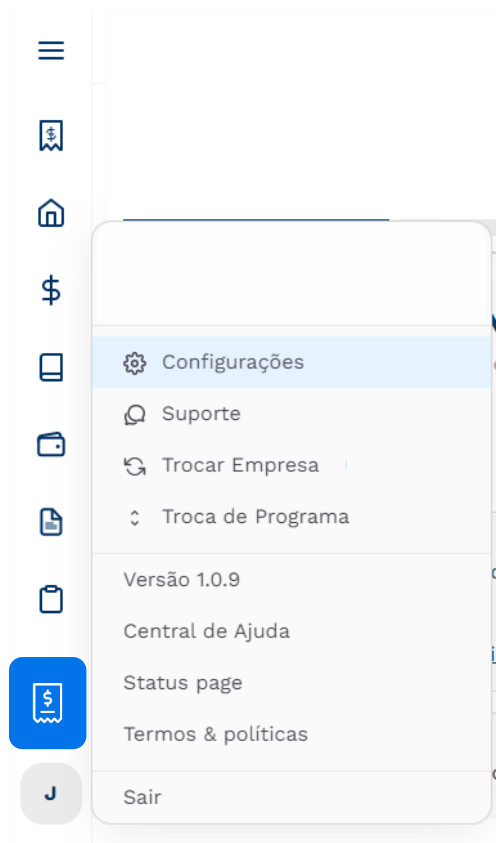 Configurações
Suporte
Trocar Empresa
Troca de Programa
Versão 1.0.9
Central de Ajuda
Status page
Termos & políticas
J
Sair